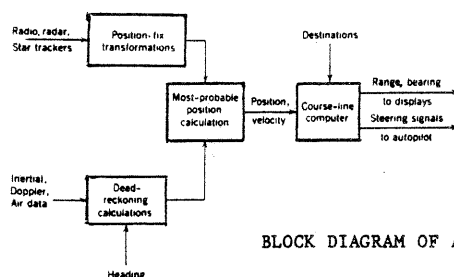 Radio, radar,
Star trackers
Position-fix
transformations
Destinations
Most-probable
position
calculation
Position,
velocity
Course-line
computer
Range, bearing
to displays
Steering signals
to autopilot
Inertial,
Doppler,
Air data
Dead-
reckoning
calculations
Heading
BLOCK DIAGRAM OF